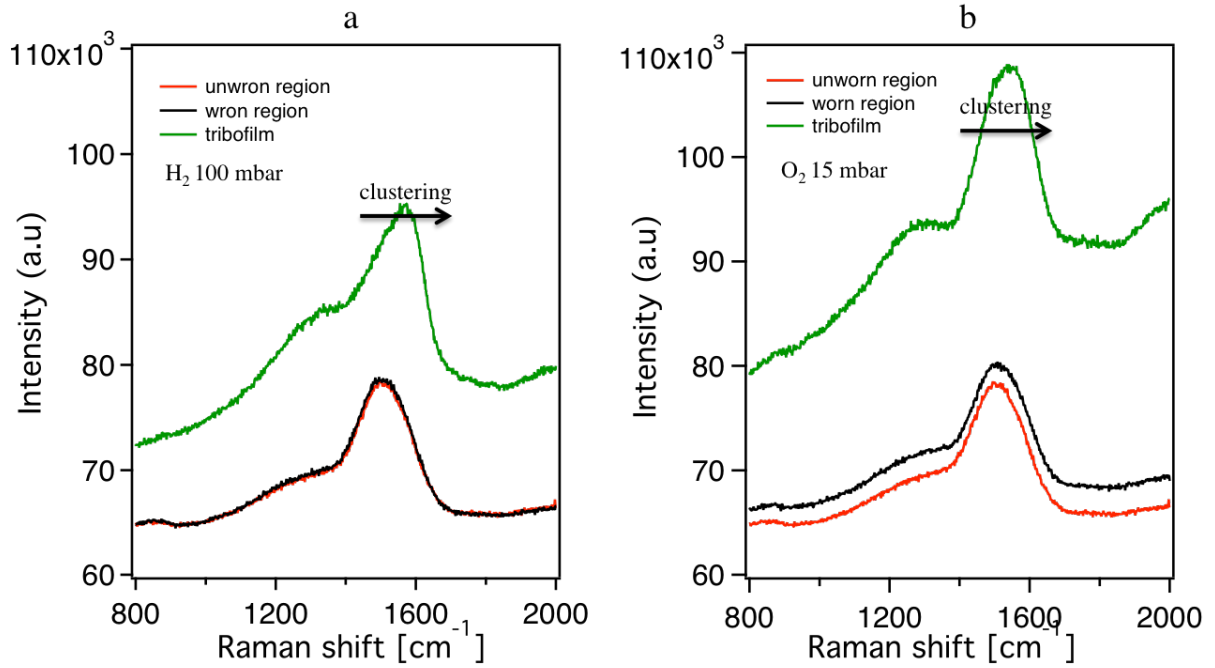 a
110x10³
100
90
80
70
60
Intensity (a.u)
unwron region
wron region
tribofilm
H₂ 100 mbar
clustering
800
1200
1600
2000
Raman shift [cm⁻¹]
b
110x10³
100
90
80
70
60
Intensity (a.u)
unworn region
worn region
tribofilm
clustering
O₂ 15 mbar
800
1200
1600
2000
Raman shift [cm⁻¹]